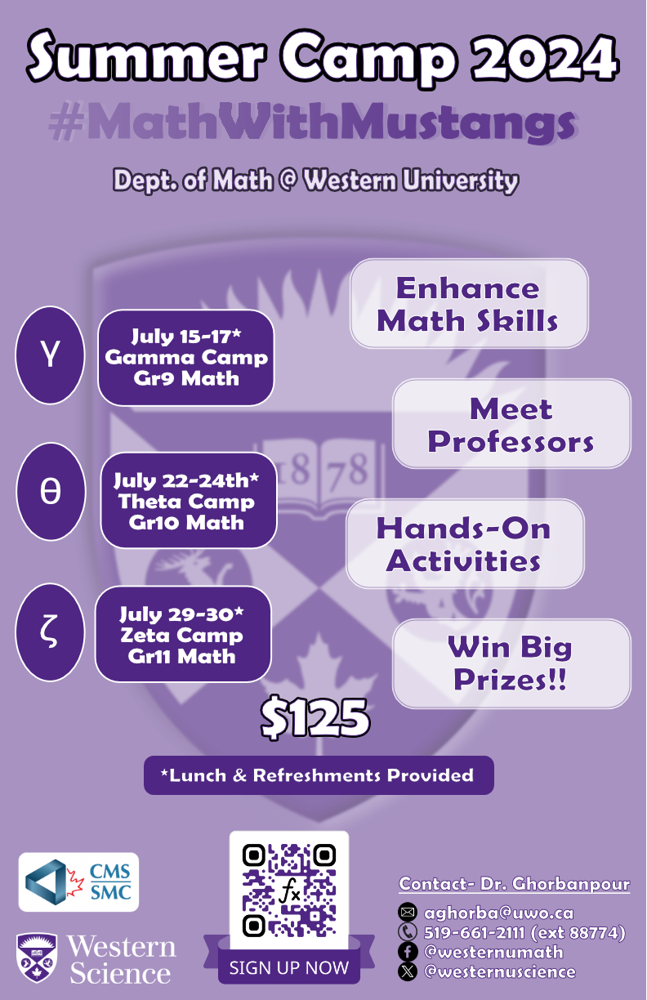 Summer Camp 2024
#MathWithMustangs
Dept. of Math @ Western University
γ
July 15-17*
Gamma Camp
Gr9 Math
θ
July 22-24th*
Theta Camp
Gr10 Math
ζ
July 29-30*
Zeta Camp
Gr11 Math
Enhance
Math Skills
Meet
Professors
Hands-On
Activities
Win Big
Prizes!!
1878
$125
*Lunch & Refreshments Provided
CMS
SMC
Western
Science
fx
SIGN UP NOW
Contact- Dr. Ghorbanpour
aghorba@uwo.ca
519-661-2111 (ext 88774)
@westernumath
@westernuscience